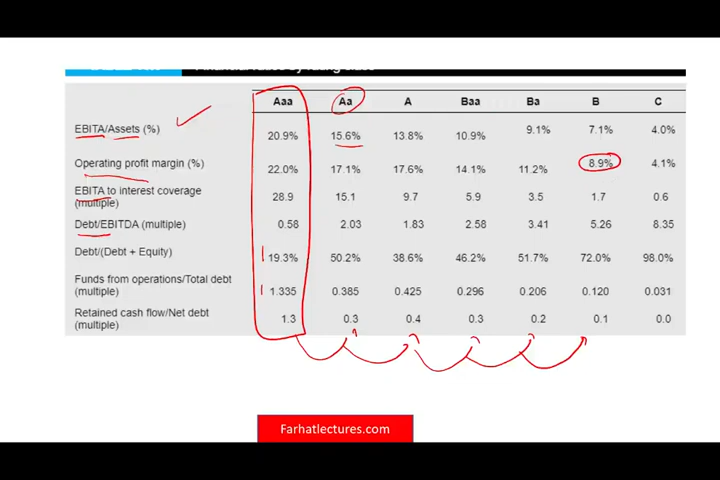 Financial ratios by rating class
Aaa Aa A Baa Ba B C
EBITA/Assets (%) 20.9% 15.6% 13.8% 10.9% 9.1% 7.1% 4.0%
Operating profit margin (%) 22.0% 17.1% 17.6% 14.1% 11.2% 8.9% 4.1%
EBITA to interest coverage
(multiple) 28.9 15.1 9.7 5.9 3.5 1.7 0.6
Debt/EBITDA (multiple) 0.58 2.03 1.83 2.58 3.41 5.26 8.35
Debt/(Debt + Equity) 19.3% 50.2% 38.6% 46.2% 51.7% 72.0% 98.0%
Funds from operations/Total debt
(multiple) 1.335 0.385 0.425 0.296 0.206 0.120 0.031
Retained cash flow/Net debt
(multiple) 1.3 0.3 0.4 0.3 0.2 0.1 0.0
Farhatlectures.com